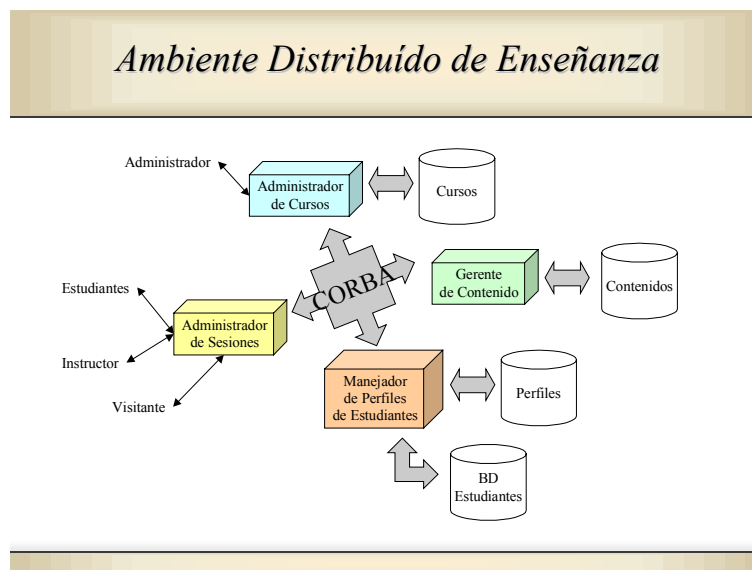 Ambiente Distribuído de Enseñanza
Administrador
Administrador
de Cursos
Cursos
CORBA
Gerente
de Contenido
Contenidos
Estudiantes
Administrador
de Sesiones
Instructor
Visitante
Manejador
de Perfiles
de Estudiantes
Perfiles
BD
Estudiantes